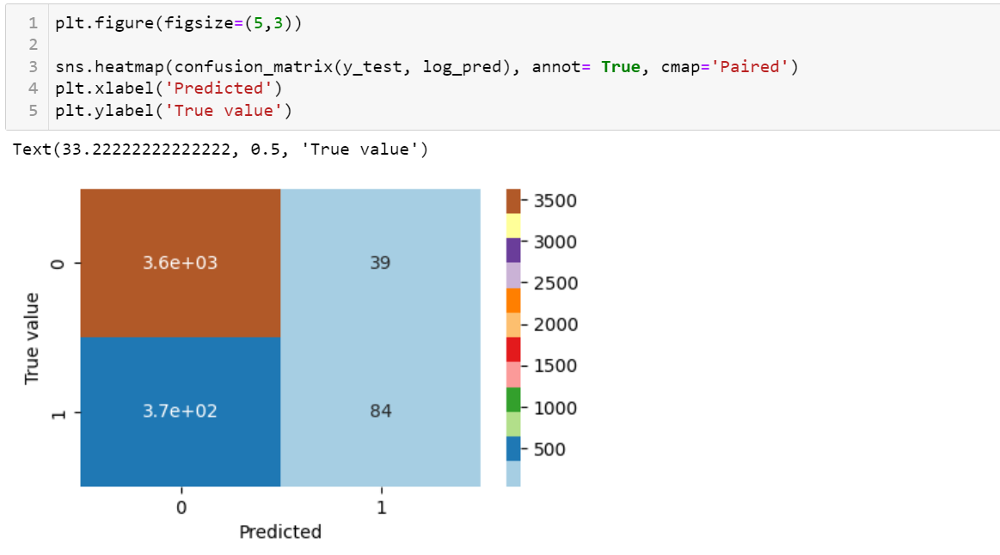 1 plt.figure(figsize=(5,3))
2
3 sns.heatmap(confusion_matrix(y_test, log_pred), annot= True, cmap='Paired')
4 plt.xlabel('Predicted')
5 plt.ylabel('True value')
Text(33.22222222222222, 0.5, 'True value')
3500
3000
2500
2000
1500
1000
500
True value
0
3.6e+03 39
1
3.7e+02 84
0 1
Predicted